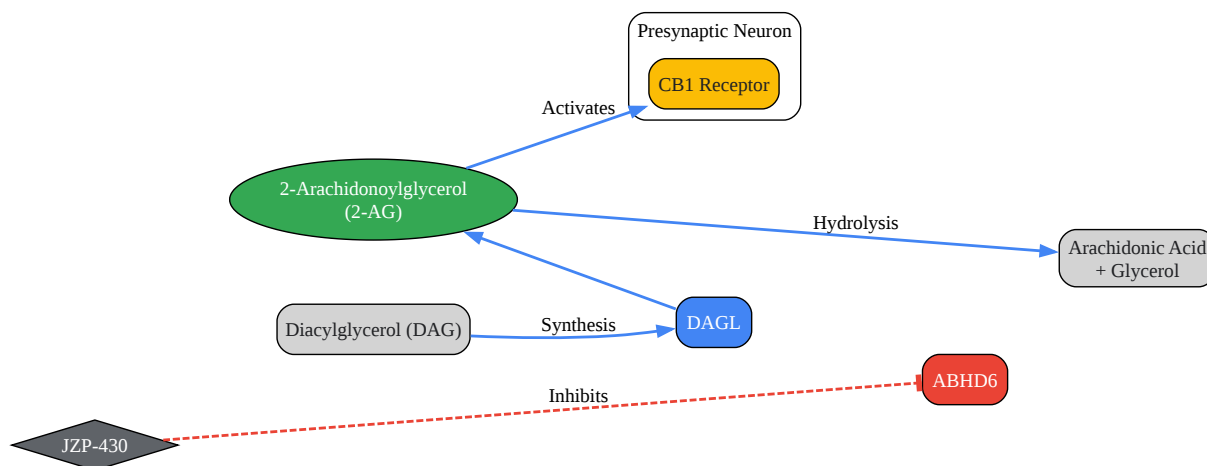 Presynaptic Neuron
CB1 Receptor
Activates
2-Arachidonoylglycerol
(2-AG)
Hydrolysis
Arachidonic Acid
+ Glycerol
Diacylglycerol (DAG)
Synthesis
DAGL
ABHD6
Inhibits
JZP-430